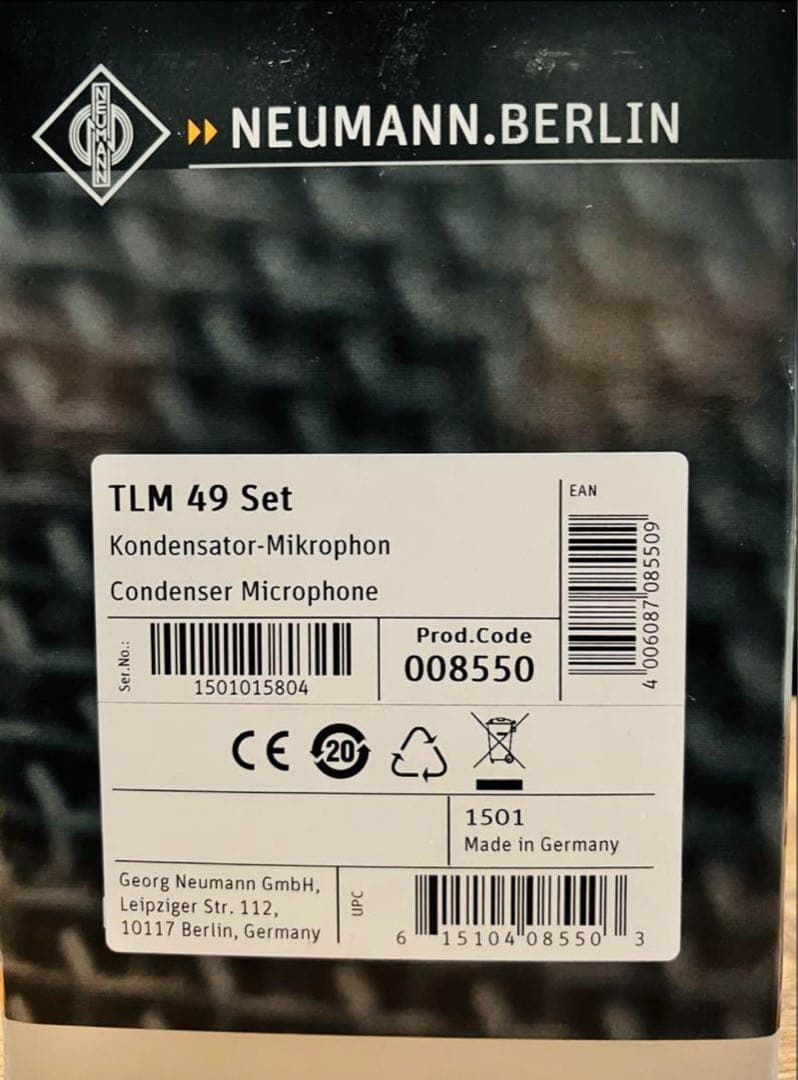 NEUMANN
NEUMANN.BERLIN
TLM 49 Set
Kondensator-Mikrophon
Condenser Microphone
EAN
4 006087 085509
Ser.No.:
1501015804
Prod.Code
008550
CE
20
1501
Made in Germany
Georg Neumann GmbH,
Leipziger Str. 112,
10117 Berlin, Germany
UPC
6 15104 08550 3